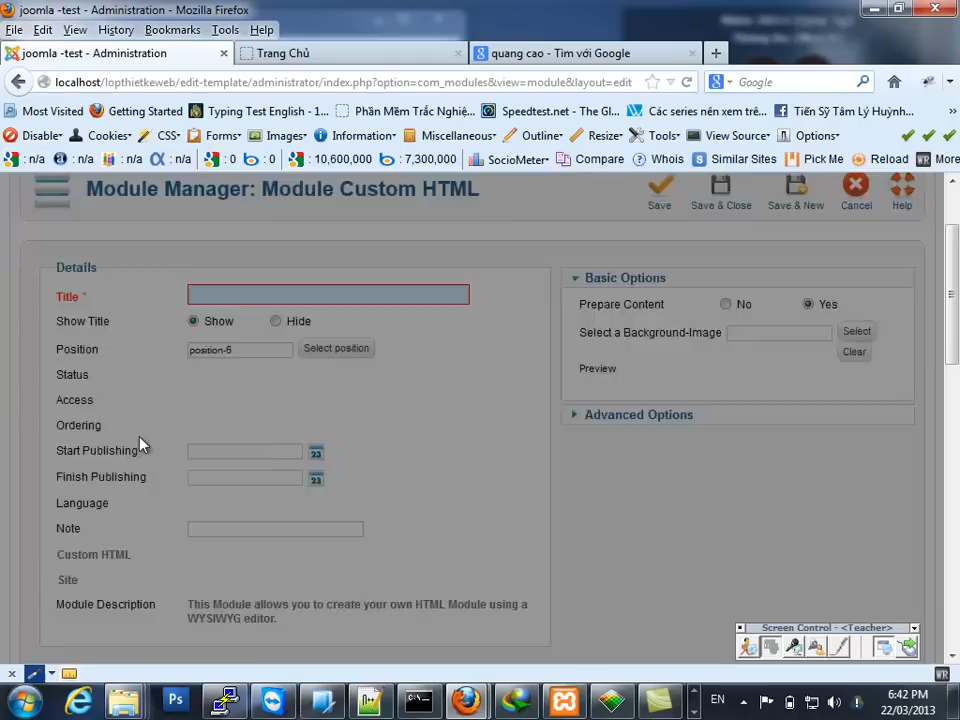 joomla -test - Administration - Mozilla Firefox
File Edit View History Bookmarks Tools Help
joomla -test - Administration × Trang Chủ × quang cao - Tìm với Google × +
localhost/lopthietkeweb/edit-template/administrator/index.php?option=com_modules&view=module&layout=edit Google
Most Visited Getting Started Typing Test English - 1... Phần Mềm Trắc Nghiệ... Speedtest.net - The Gl... Các series nên xem trê... Tiến Sỹ Tâm Lý Huỳnh... »
Disable Cookies CSS Forms Images Information Miscellaneous Outline Resize Tools View Source Options
: n/a : n/a : n/a : n/a : 0 : 0 : 10,600,000 : 7,300,000 SocioMeter Compare Whois Similar Sites Pick Me Reload More
Module Manager: Module Custom HTML
Save Save & Close Save & New Cancel Help
Details
Title *
Show Title Show Hide
Position position-6 Select position
Status
Access
Ordering
Start Publishing 23
Finish Publishing 23
Language
Note
Custom HTML
Site
Module Description This Module allows you to create your own HTML Module using a
WYSIWYG editor.
Basic Options
Prepare Content No Yes
Select a Background-Image Select
Clear
Preview
Advanced Options
Screen Control - <Teacher>
× WR
Ps EN 6:42 PM
22/03/2013